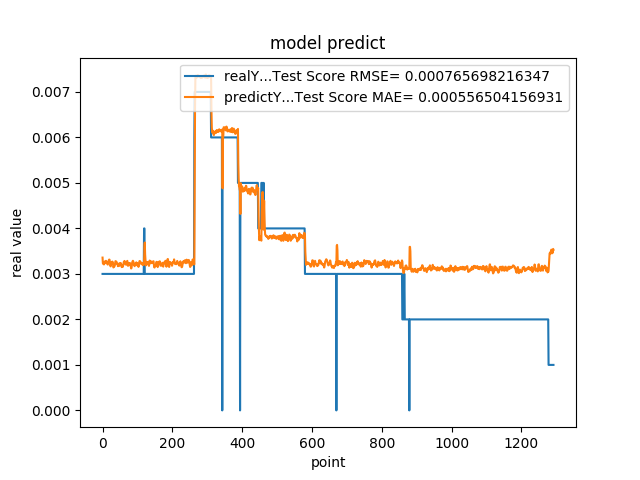 model predict
realY...Test Score RMSE= 0.000765698216347
predictY...Test Score MAE= 0.000556504156931
0.007
0.006
0.005
0.004
0.003
0.002
0.001
0.000
real value
0 200 400 600 800 1000 1200
point